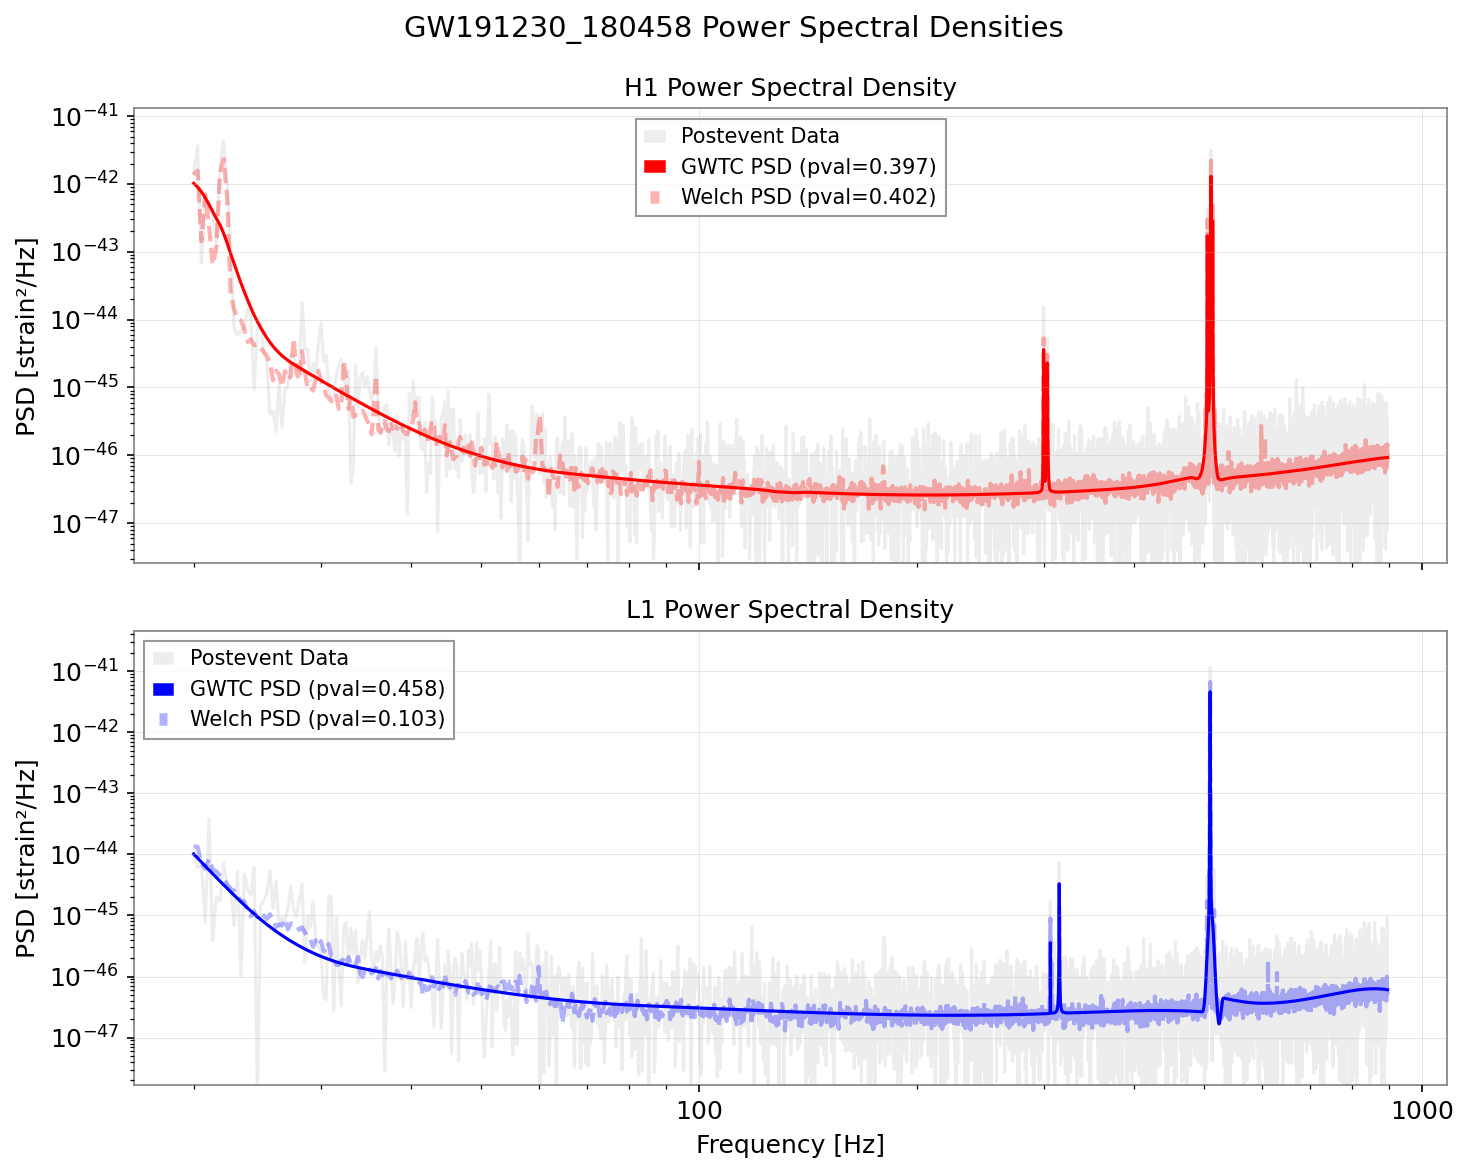 GW191230_180458 Power Spectral Densities
H1 Power Spectral Density
10⁻⁴¹
10⁻⁴²
10⁻⁴³
10⁻⁴⁴
10⁻⁴⁵
10⁻⁴⁶
10⁻⁴⁷
PSD [strain²/Hz]
Postevent Data
GWTC PSD (pval=0.397)
Welch PSD (pval=0.402)
L1 Power Spectral Density
10⁻⁴¹
10⁻⁴²
10⁻⁴³
10⁻⁴⁴
10⁻⁴⁵
10⁻⁴⁶
10⁻⁴⁷
PSD [strain²/Hz]
Postevent Data
GWTC PSD (pval=0.458)
Welch PSD (pval=0.103)
100 1000
Frequency [Hz]